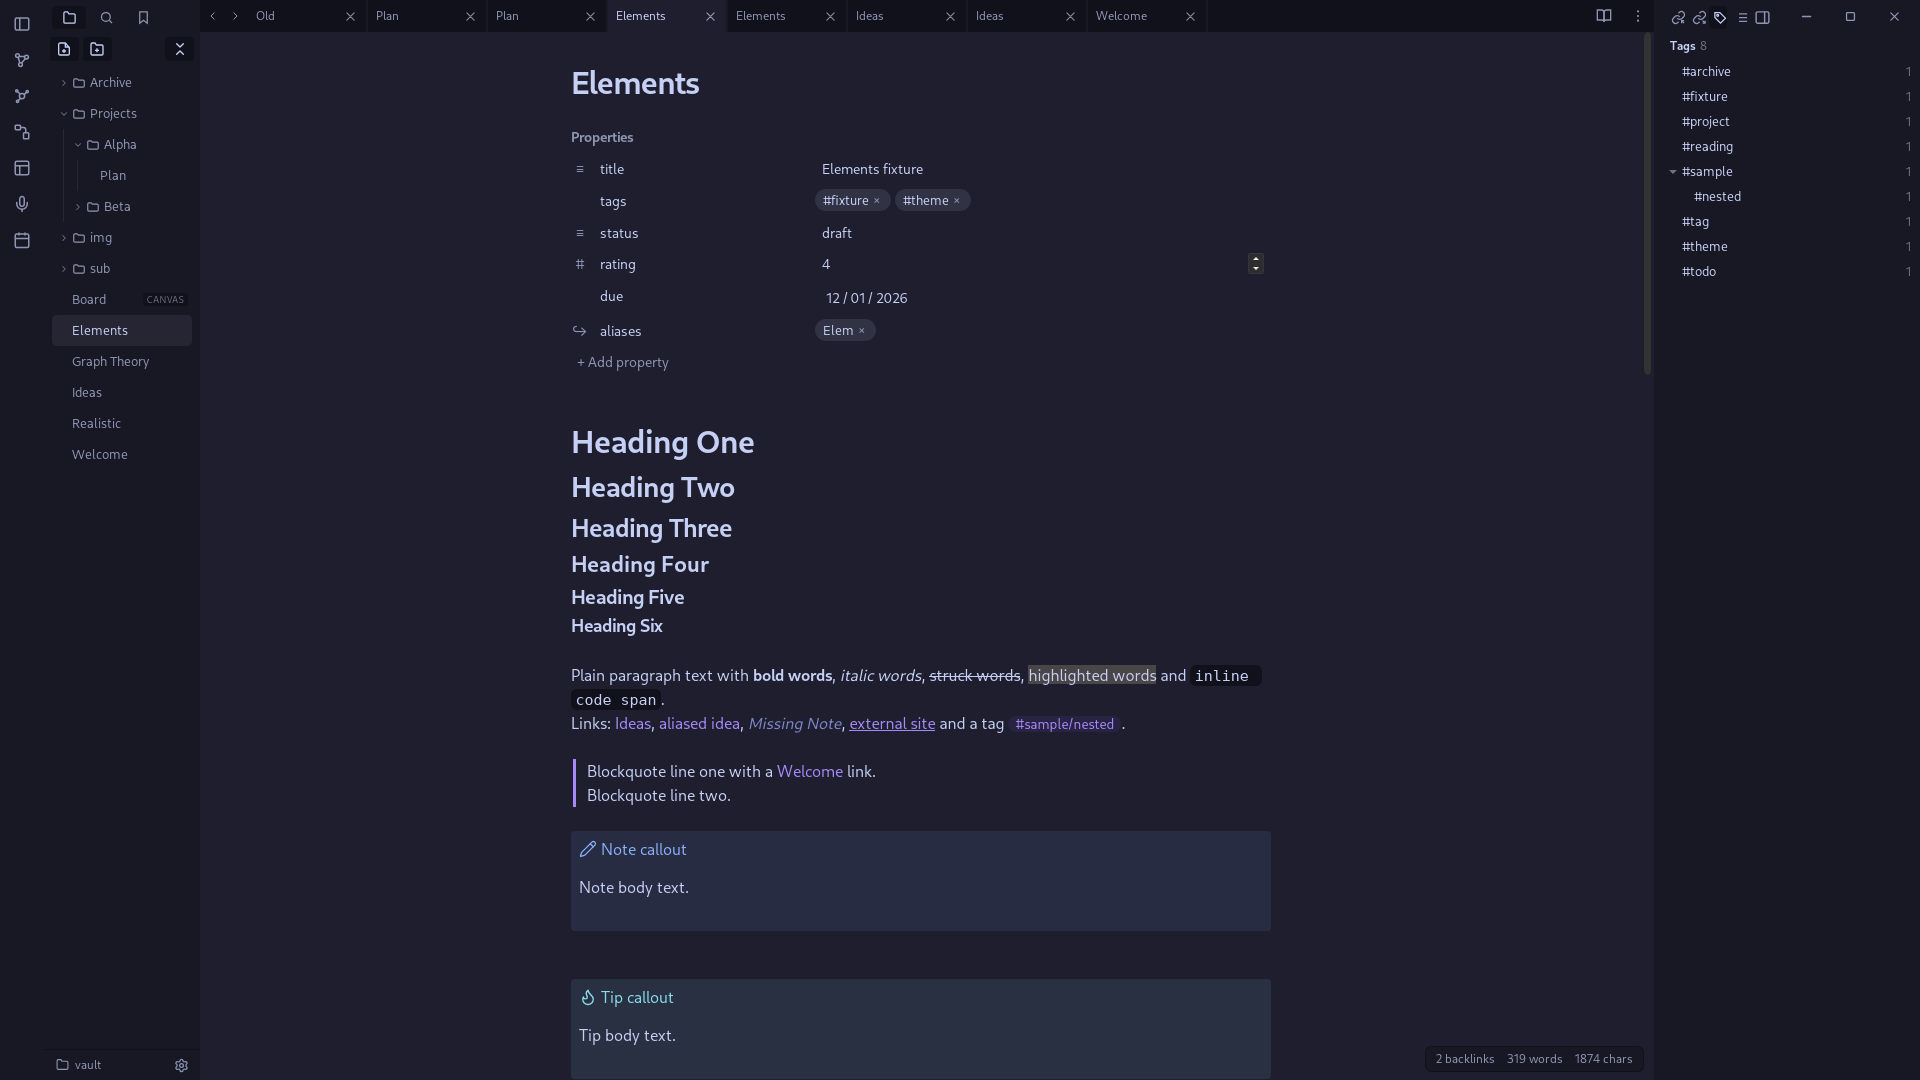 Old
Plan
Plan
Elements
Elements
Ideas
Ideas
Welcome
Archive
Projects
Alpha
Plan
Beta
img
sub
Board CANVAS
Elements
Graph Theory
Ideas
Realistic
Welcome
vault
Elements
Properties
title Elements fixture
tags #fixture × #theme ×
status draft
rating 4
due 12 / 01 / 2026
aliases Elem ×
+ Add property
Heading One
Heading Two
Heading Three
Heading Four
Heading Five
Heading Six
Plain paragraph text with bold words, italic words, struck words, highlighted words and inline
code span.
Links: Ideas, aliased idea, Missing Note, external site and a tag #sample/nested .
Blockquote line one with a Welcome link.
Blockquote line two.
Note callout
Note body text.
Tip callout
Tip body text.
2 backlinks 319 words 1874 chars
Tags 8
#archive 1
#fixture 1
#project 1
#reading 1
#sample 1
#nested 1
#tag 1
#theme 1
#todo 1